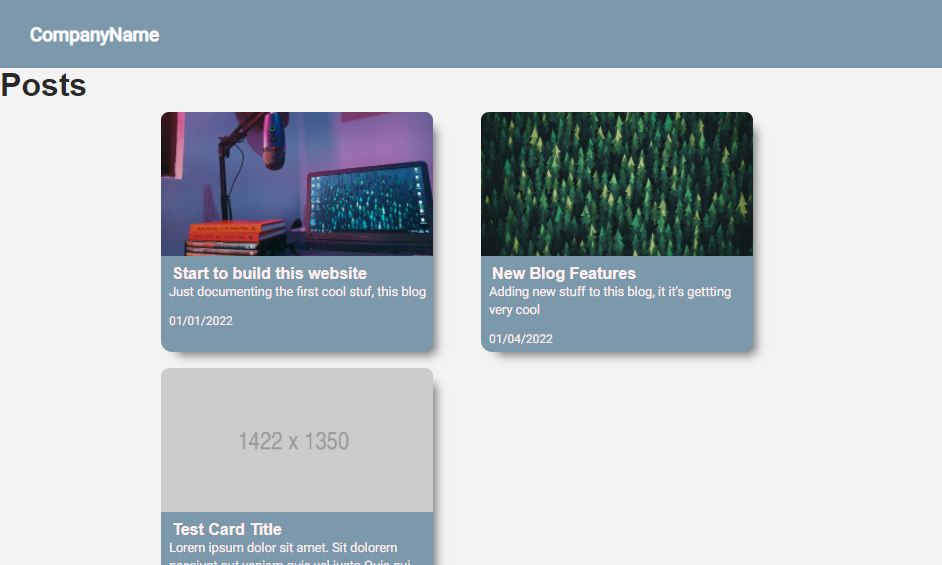 CompanyName
Posts
Start to build this website
Just documenting the first cool stuf, this blog
01/01/2022
New Blog Features
Adding new stuff to this blog, it it's gettting
very cool
01/04/2022
1422 x 1350
Test Card Title
Lorem ipsum dolor sit amet. Sit dolorem